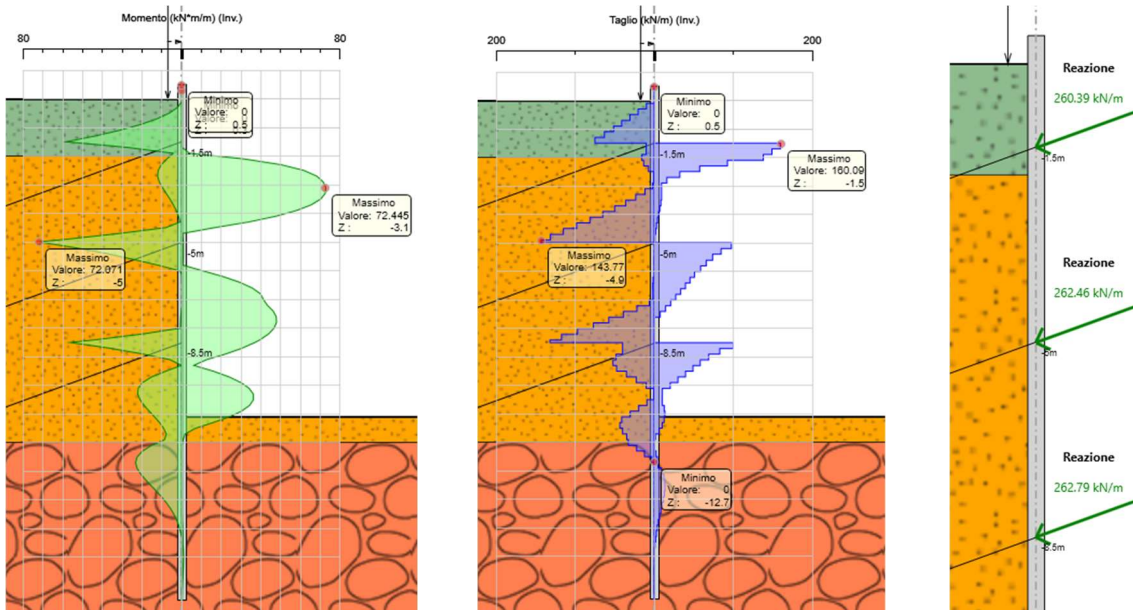 Momento (kN*m/m) (Inv.)
80
80
Minimo
Valore: 0
Z : 0.5
-1.5m
Massimo
Valore: 72.445
Z : -3.1
Massimo
Valore: 72.071
Z : -5
-5m
-8.5m
Taglio (kN/m) (Inv.)
200
200
Minimo
Valore: 0
Z : 0.5
-1.5m
Massimo
Valore: 160.09
Z : -1.5
Massimo
Valore: 143.77
Z : -4.9
-5m
-8.5m
Minimo
Valore: 0
Z : -12.7
Reazione
260.39 kN/m
-1.5m
Reazione
262.46 kN/m
-5m
Reazione
262.79 kN/m
-8.5m